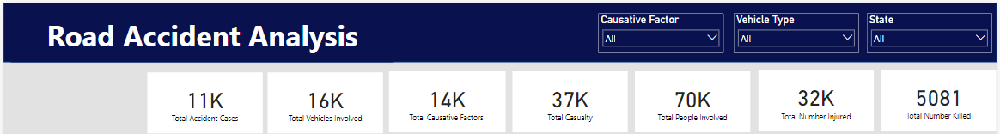 Road Accident Analysis
Causative Factor
All
Vehicle Type
All
State
All
11K
Total Accident Cases
16K
Total Vehicles Involved
14K
Total Causative Factors
37K
Total Casualty
70K
Total People Involved
32K
Total Number Injured
5081
Total Number Killed